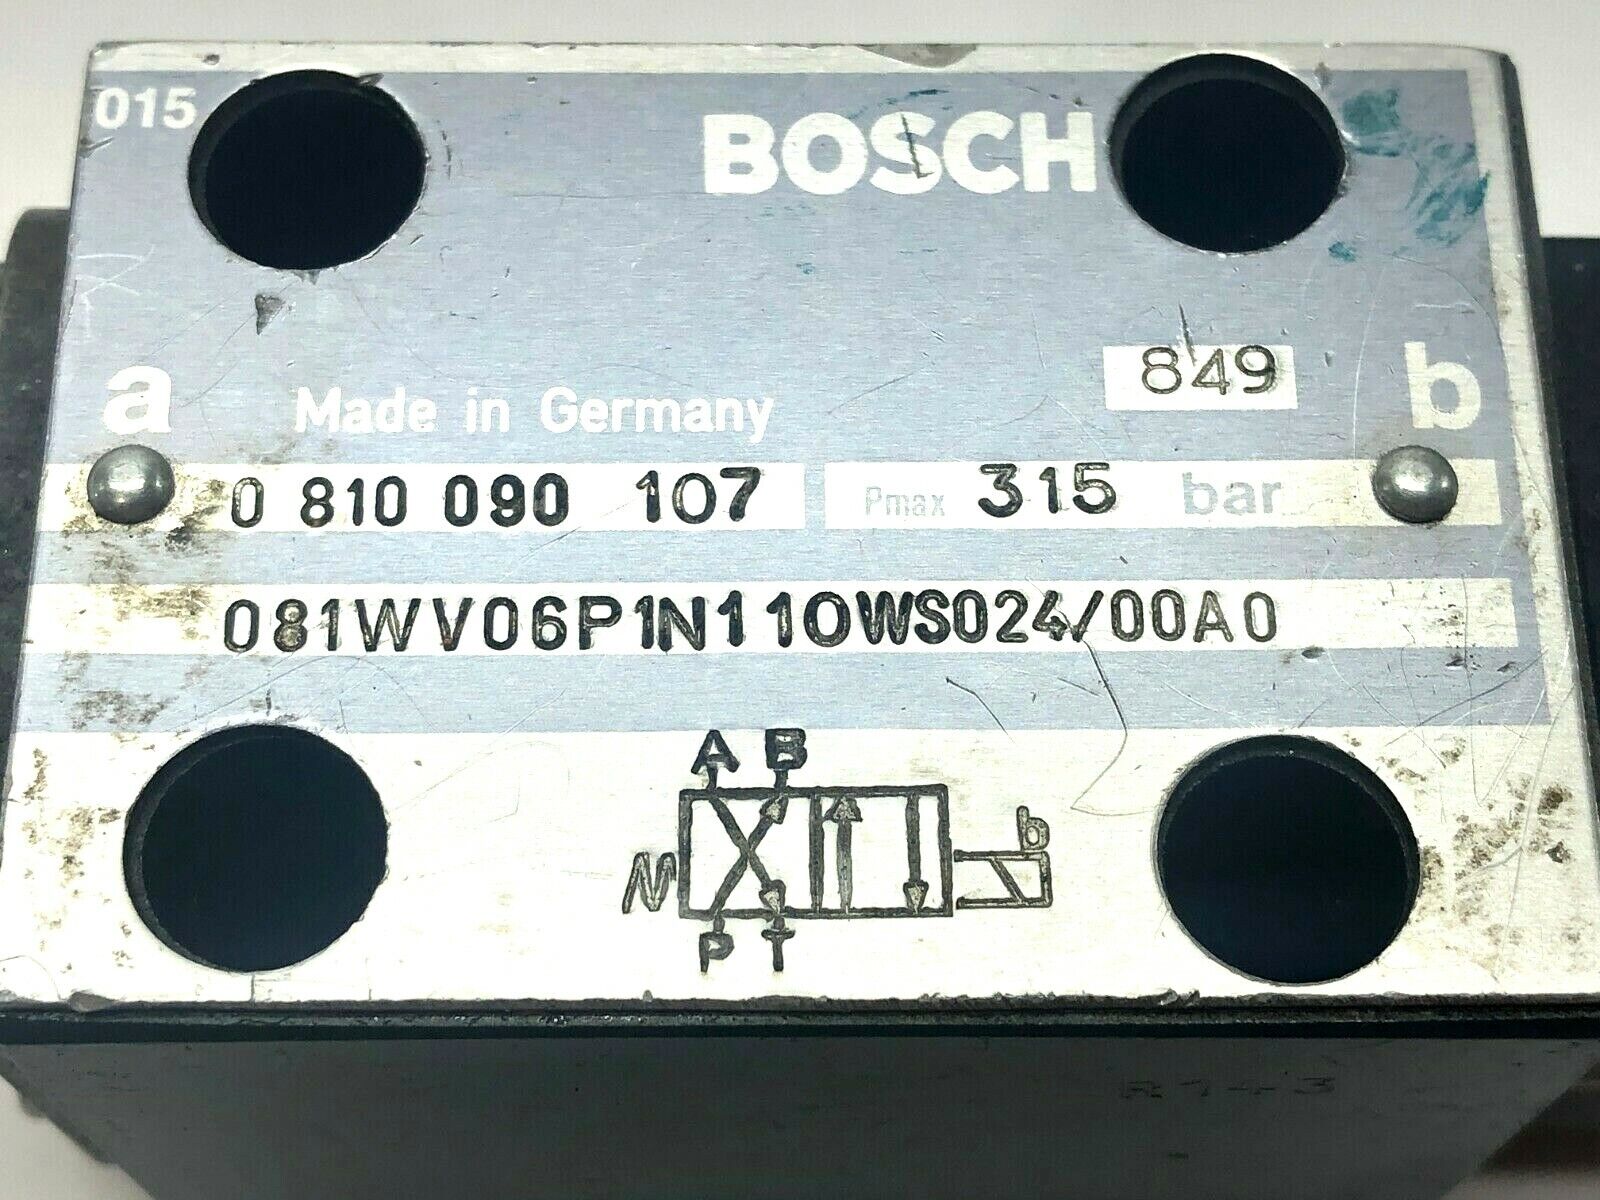 015
BOSCH
849
a
b
Made in Germany
0 810 090 107
Pmax 315 bar
081WV06P1N110WS024/00A0
A B
b
P T